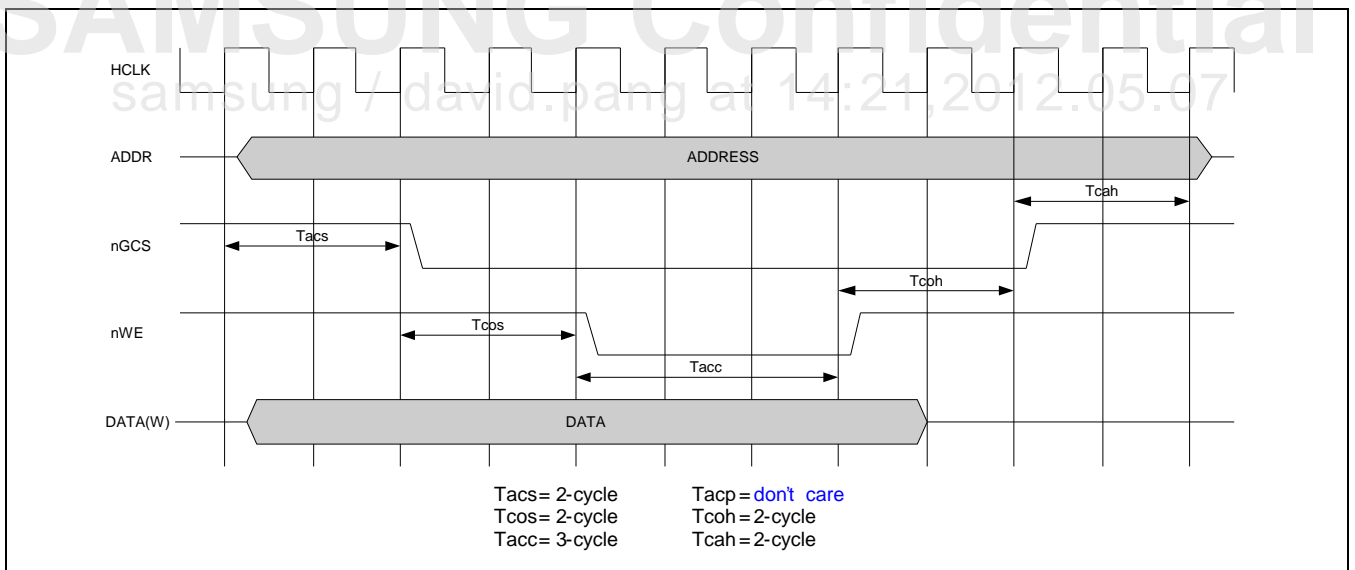 SAMSUNG Confidential
HCLK
samsung / david.pang at 14:21,2012.05.07
ADDR
ADDRESS
Tcah
nGCS
Tacs
Tcoh
nWE
Tcos
Tacc
DATA(W)
DATA
Tacs= 2-cycle Tacp= don't care
Tcos= 2-cycle Tcoh=2-cycle
Tacc= 3-cycle Tcah=2-cycle